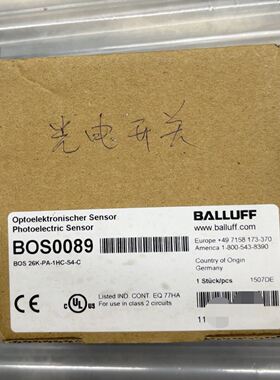 光电开关
Optoelektronischer Sensor
Photoelectric Sensor
BOS0089
BOS 26K-PA-1HC-S4-C
BALLUFF
www.balluff.com
Europe +49 7158 173-370
America 1-800-543-8390
Country of Origin
Germany
1 Stück/pcs 1507DE
c UL US Listed IND. CONT. EQ 77HA
For use in class 2 circuits
11